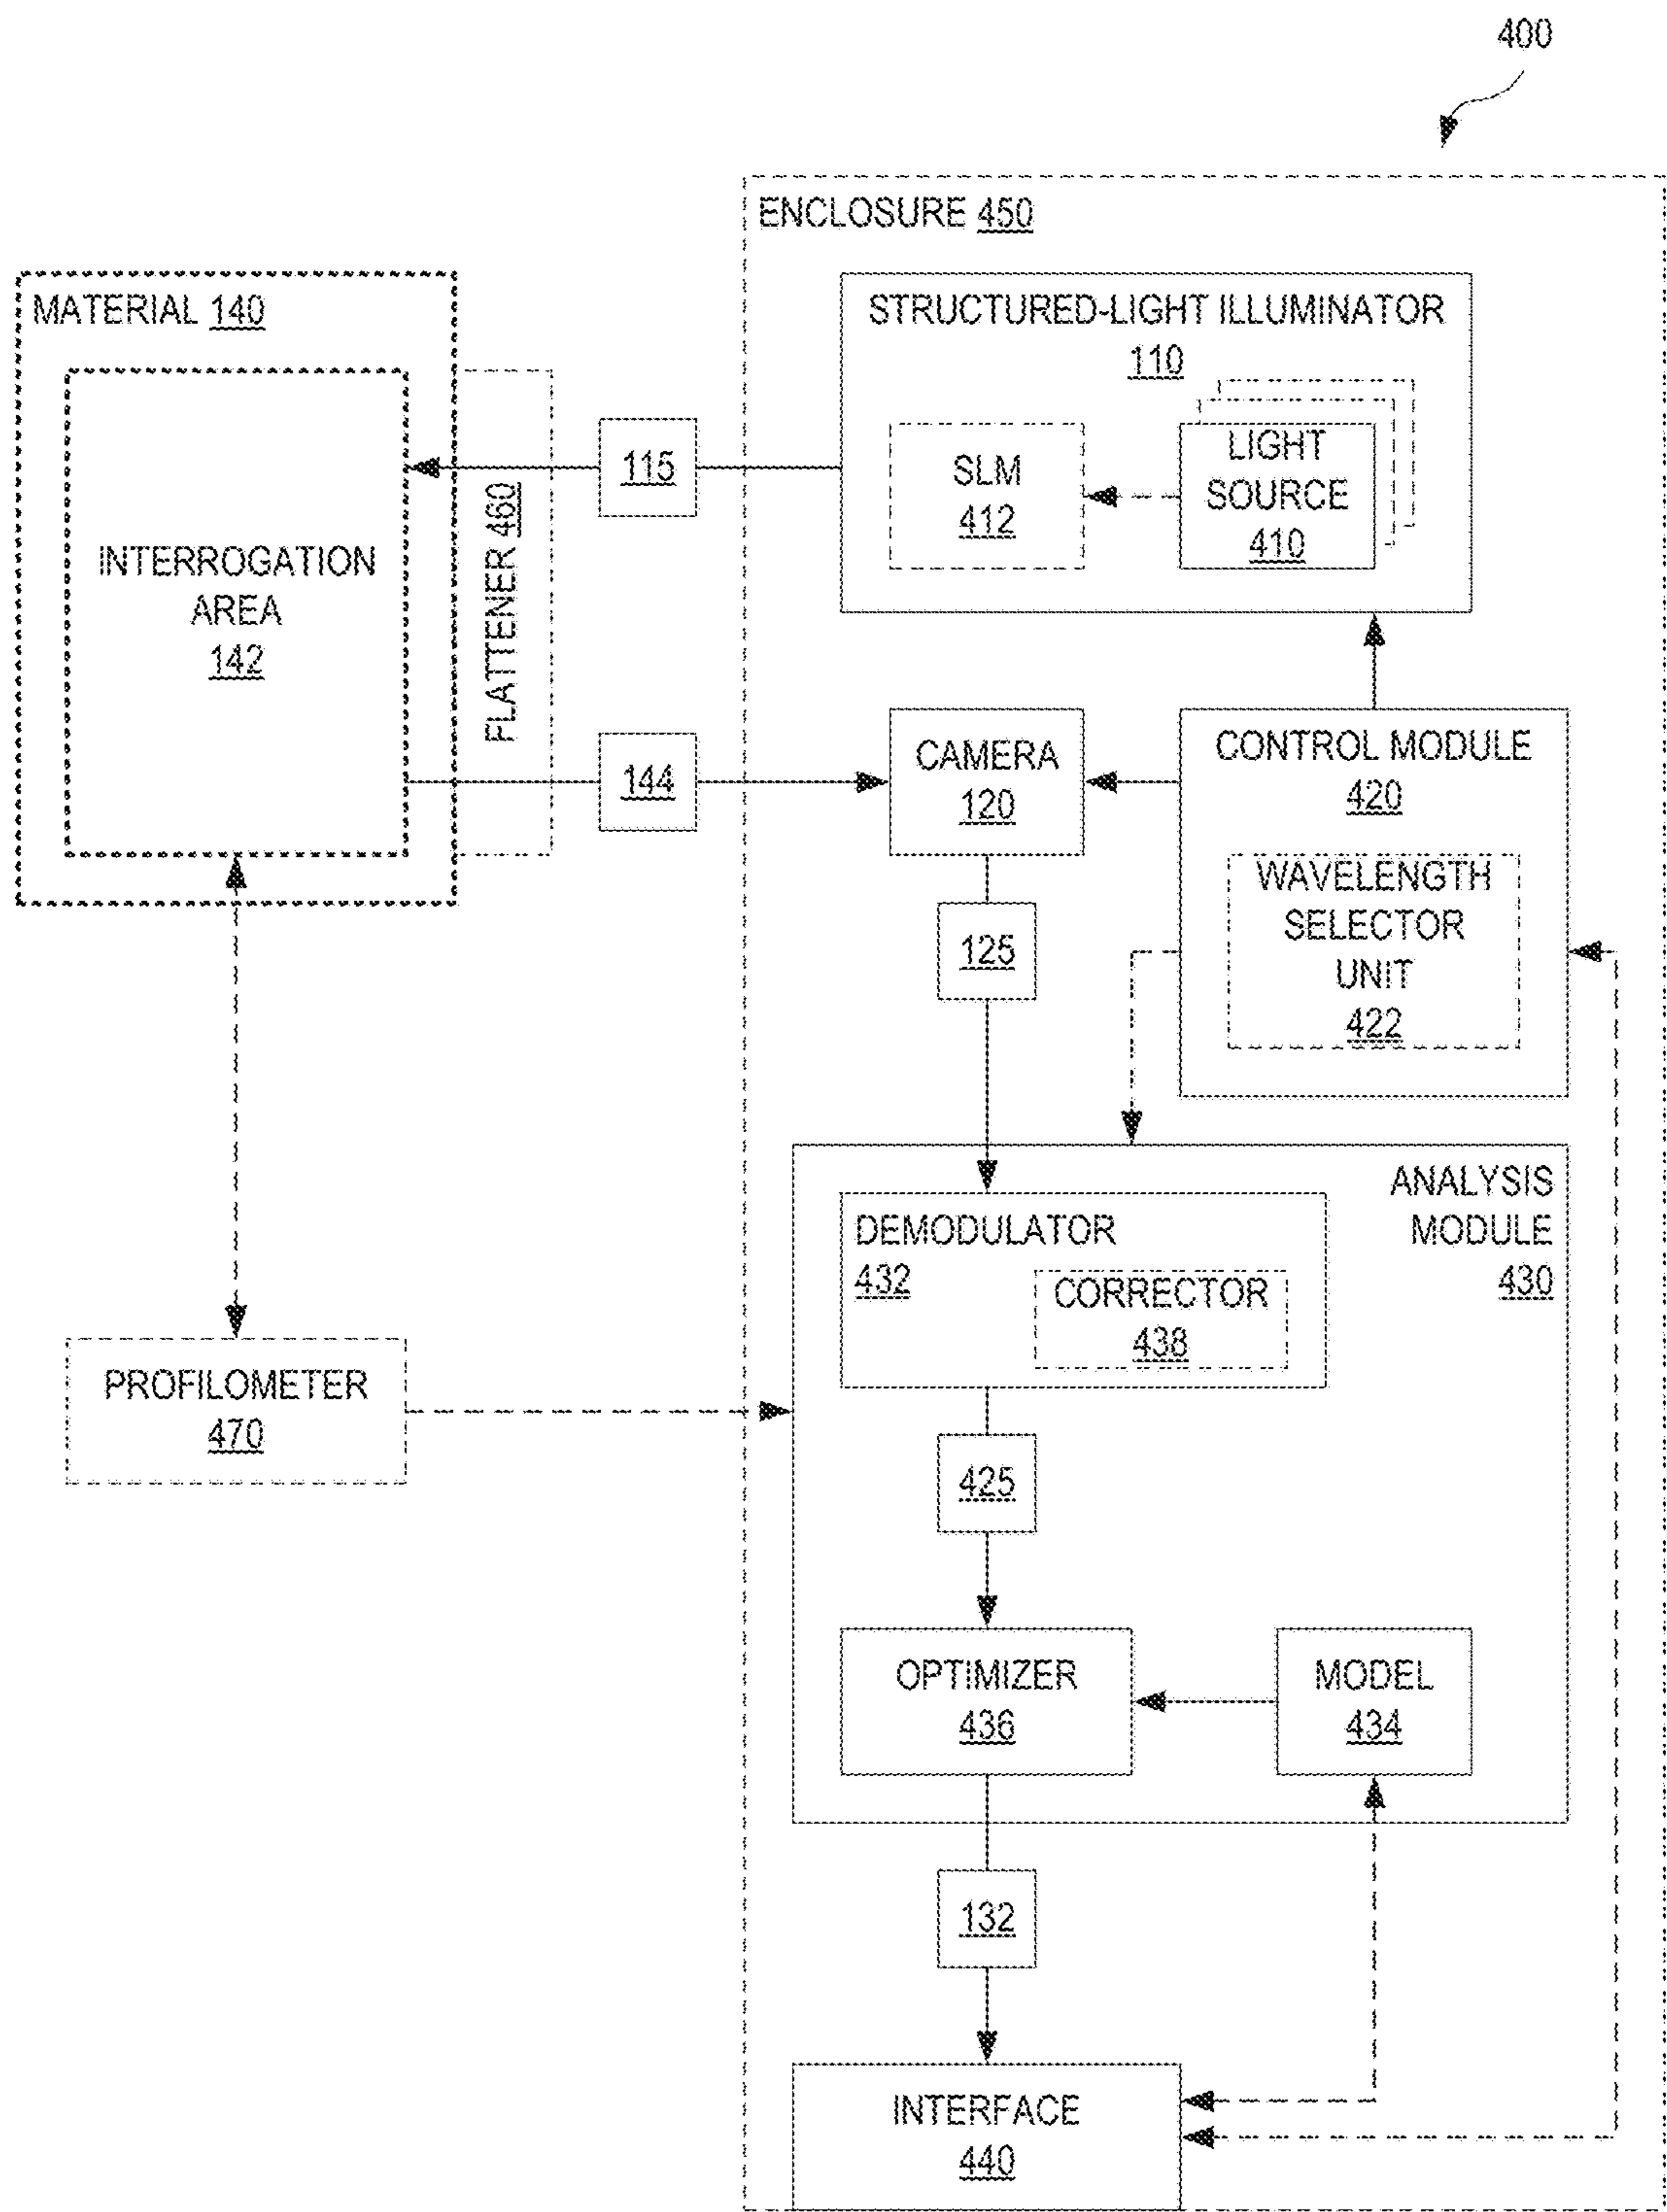 400
ENCLOSURE 450
MATERIAL 140
STRUCTURED-LIGHT ILLUMINATOR
110
LIGHT
SOURCE
410
SLM
412
115
FLATTENER 460
INTERROGATION
AREA
142
144
CAMERA
120
CONTROL MODULE
420
WAVELENGTH
SELECTOR
UNIT
422
125
ANALYSIS
MODULE
430
DEMODULATOR
432
CORRECTOR
438
PROFILOMETER
470
425
OPTIMIZER
436
MODEL
434
132
INTERFACE
440